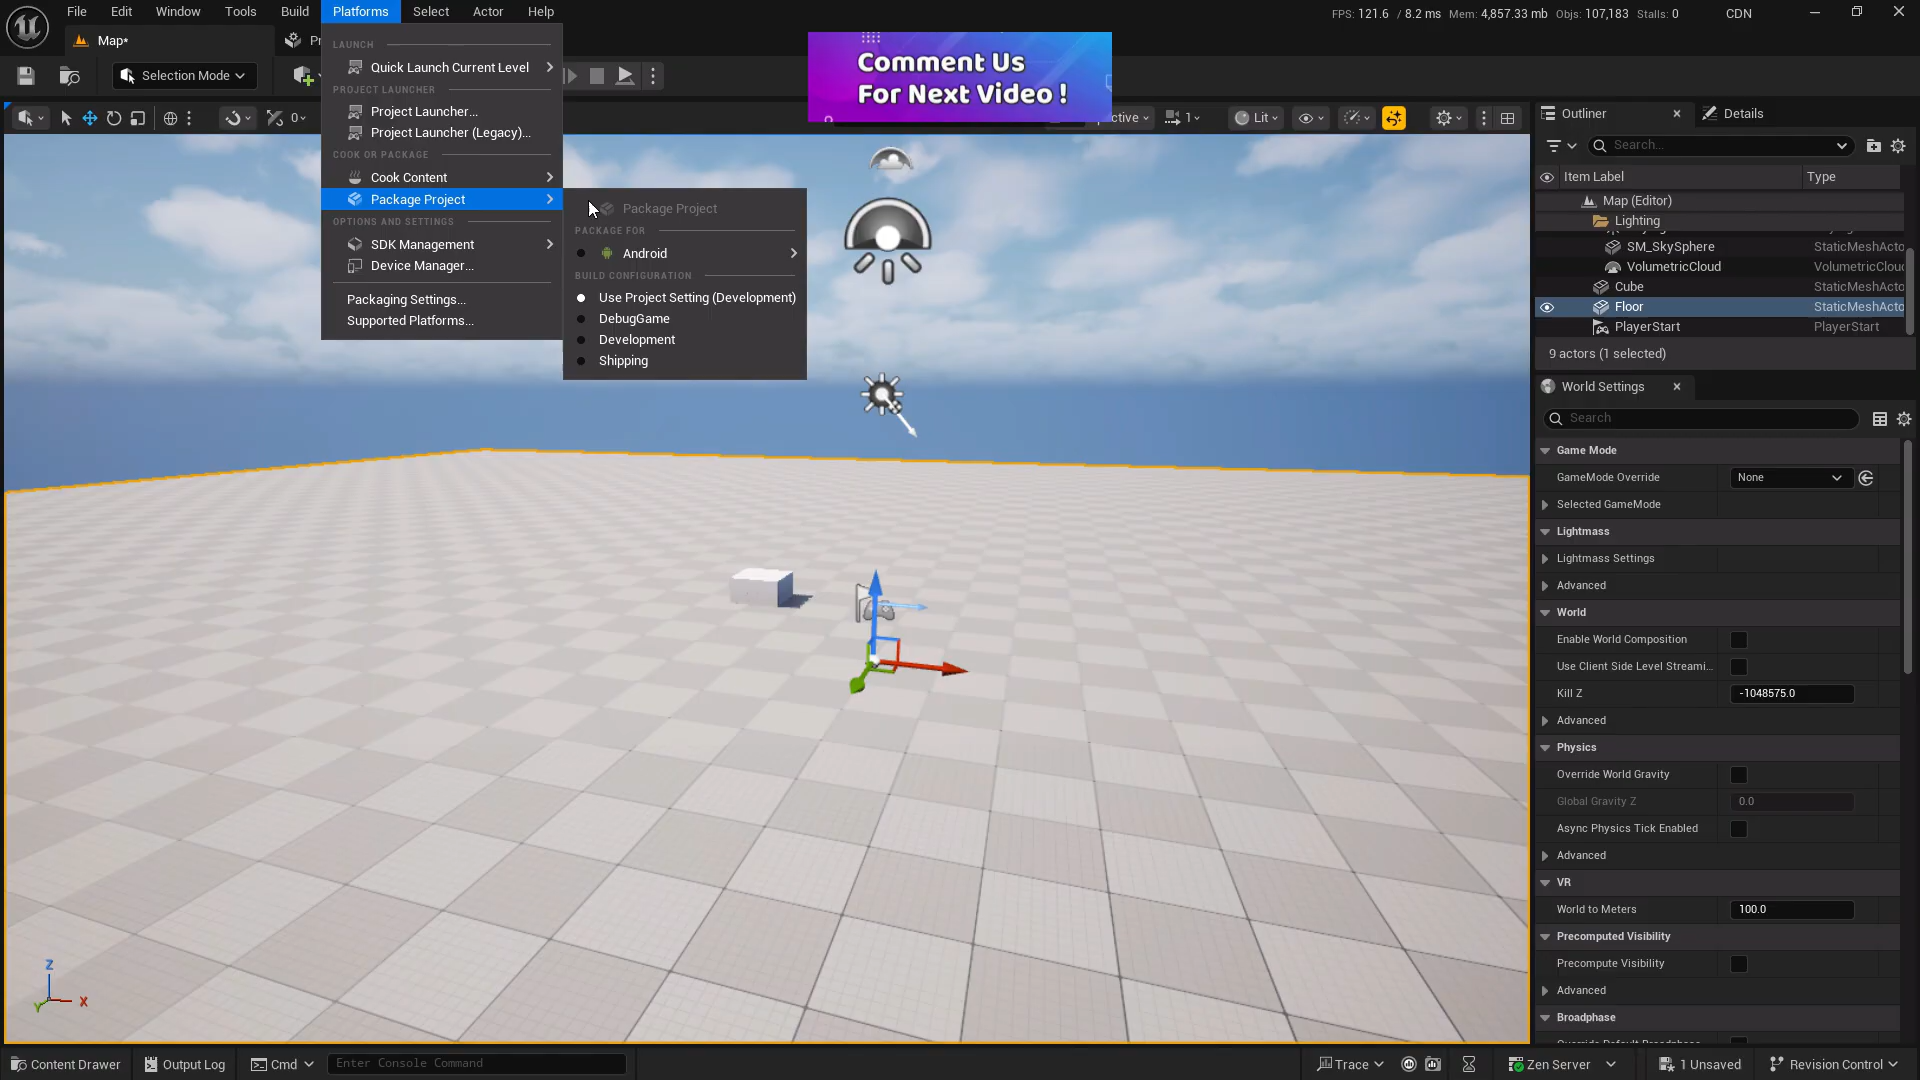 File Edit Window Tools Build Platforms Select Actor Help
FPS: 121.6 / 8.2 ms Mem: 4,857.33 mb Objs: 107,183 Stalls: 0 CDN
Map*
Selection Mode
LAUNCH
Quick Launch Current Level
PROJECT LAUNCHER
Project Launcher...
Project Launcher (Legacy)...
COOK OR PACKAGE
Cook Content
Package Project
OPTIONS AND SETTINGS
SDK Management
Device Manager...
Packaging Settings...
Supported Platforms...
Package Project
PACKAGE FOR
Android
BUILD CONFIGURATION
Use Project Setting (Development)
DebugGame
Development
Shipping
Comment Us
For Next Video !
0
1
Lit
Outliner
Details
Search...
Item Label Type
Map (Editor)
Lighting
SM_SkySphere StaticMeshActo
VolumetricCloud VolumetricClou
Cube StaticMeshActo
Floor StaticMeshActo
PlayerStart PlayerStart
9 actors (1 selected)
World Settings
Search
Game Mode
GameMode Override None
Selected GameMode
Lightmass
Lightmass Settings
Advanced
World
Enable World Composition
Use Client Side Level Streami...
Kill Z -1048575.0
Advanced
Physics
Override World Gravity
Global Gravity Z 0.0
Async Physics Tick Enabled
Advanced
VR
World to Meters 100.0
Precomputed Visibility
Precompute Visibility
Advanced
Broadphase
Z
Y X
Content Drawer Output Log Cmd Enter Console Command
Trace Zen Server 1 Unsaved Revision Control